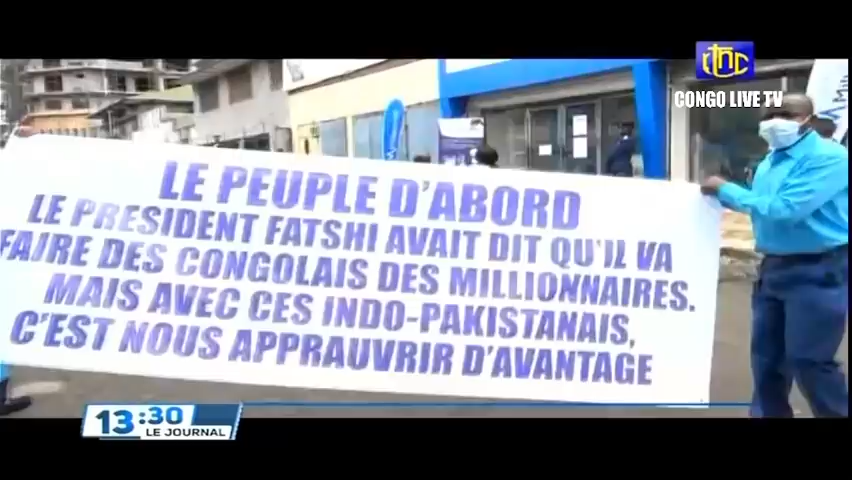 rtnc
CONGO LIVE TV
LE PEUPLE D'ABORD
LE PRESIDENT FATSHI AVAIT DIT QU'IL VA
FAIRE DES CONGOLAIS DES MILLIONNAIRES.
MAIS AVEC CES INDO-PAKISTANAIS,
C'EST NOUS APPRAUVRIR D'AVANTAGE
13:30
LE JOURNAL